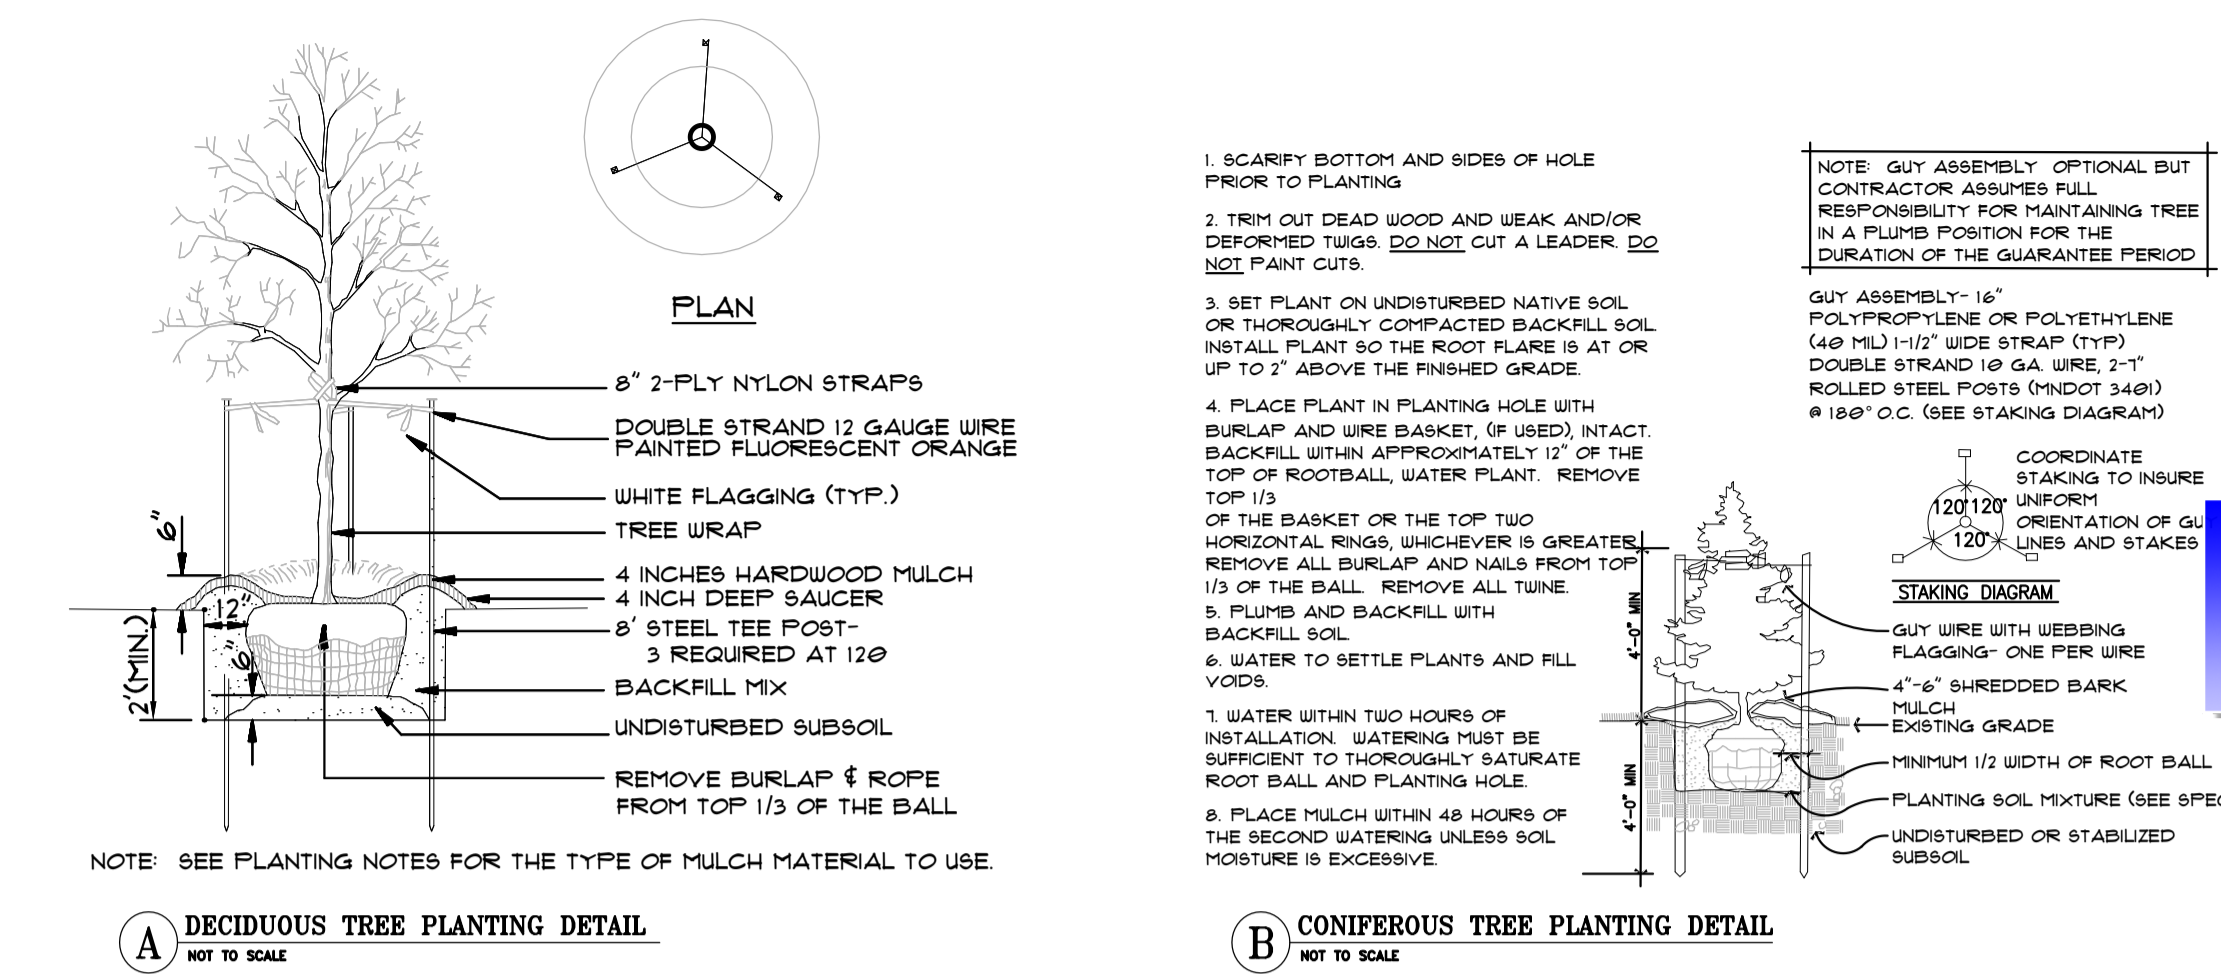 PLAN
8" 2-PLY NYLON STRAPS
DOUBLE STRAND 12 GAUGE WIRE
PAINTED FLUORESCENT ORANGE
WHITE FLAGGING (TYP.)
TREE WRAP
4 INCHES HARDWOOD MULCH
4 INCH DEEP SAUCER
8' STEEL TEE POST-
3 REQUIRED AT 120
BACKFILL MIX
UNDISTURBED SUBSOIL
REMOVE BURLAP & ROPE
FROM TOP 1/3 OF THE BALL
6"
12"
6"
2'(MIN.)
NOTE: SEE PLANTING NOTES FOR THE TYPE OF MULCH MATERIAL TO USE.
A DECIDUOUS TREE PLANTING DETAIL
NOT TO SCALE
1. SCARIFY BOTTOM AND SIDES OF HOLE
PRIOR TO PLANTING
2. TRIM OUT DEAD WOOD AND WEAK AND/OR
DEFORMED TWIGS. DO NOT CUT A LEADER. DO
NOT PAINT CUTS.
3. SET PLANT ON UNDISTURBED NATIVE SOIL
OR THOROUGHLY COMPACTED BACKFILL SOIL.
INSTALL PLANT SO THE ROOT FLARE IS AT OR
UP TO 2" ABOVE THE FINISHED GRADE.
4. PLACE PLANT IN PLANTING HOLE WITH
BURLAP AND WIRE BASKET, (IF USED), INTACT.
BACKFILL WITHIN APPROXIMATELY 12" OF THE
TOP OF ROOTBALL, WATER PLANT. REMOVE
TOP 1/3
OF THE BASKET OR THE TOP TWO
HORIZONTAL RINGS, WHICHEVER IS GREATER.
REMOVE ALL BURLAP AND NAILS FROM TOP
1/3 OF THE BALL. REMOVE ALL TWINE.
5. PLUMB AND BACKFILL WITH
BACKFILL SOIL.
6. WATER TO SETTLE PLANTS AND FILL
VOIDS.
7. WATER WITHIN TWO HOURS OF
INSTALLATION. WATERING MUST BE
SUFFICIENT TO THOROUGHLY SATURATE
ROOT BALL AND PLANTING HOLE.
8. PLACE MULCH WITHIN 48 HOURS OF
THE SECOND WATERING UNLESS SOIL
MOISTURE IS EXCESSIVE.
NOTE: GUY ASSEMBLY OPTIONAL BUT
CONTRACTOR ASSUMES FULL
RESPONSIBILITY FOR MAINTAINING TREE
IN A PLUMB POSITION FOR THE
DURATION OF THE GUARANTEE PERIOD
GUY ASSEMBLY- 16"
POLYPROPYLENE OR POLYETHYLENE
(40 MIL) 1-1/2" WIDE STRAP (TYP)
DOUBLE STRAND 10 GA. WIRE, 2-7"
ROLLED STEEL POSTS (MNDOT 3401)
@ 180° O.C. (SEE STAKING DIAGRAM)
COORDINATE
STAKING TO INSURE
UNIFORM
ORIENTATION OF GU
LINES AND STAKES
120° 120°
120°
STAKING DIAGRAM
GUY WIRE WITH WEBBING
FLAGGING- ONE PER WIRE
4"-6" SHREDDED BARK
MULCH
EXISTING GRADE
MINIMUM 1/2 WIDTH OF ROOT BALL
PLANTING SOIL MIXTURE (SEE SPEC
UNDISTURBED OR STABILIZED
SUBSOIL
4'-0" MIN
4'-0" MIN
B CONIFEROUS TREE PLANTING DETAIL
NOT TO SCALE